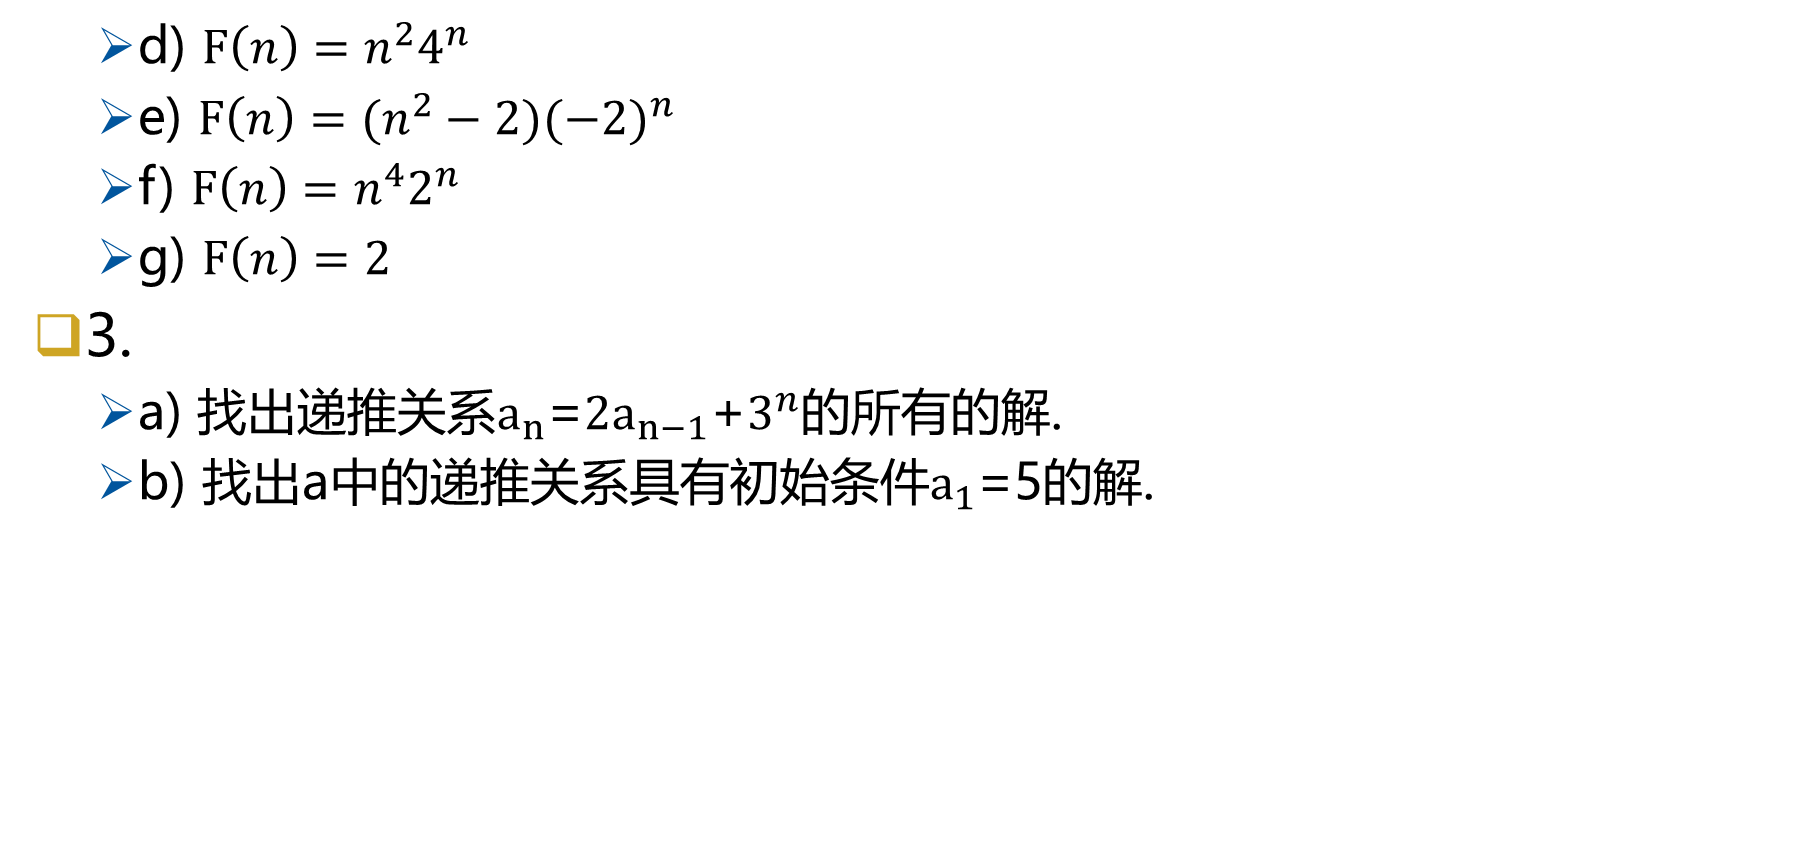 d) F(n) = n²4ⁿ
e) F(n) = (n² − 2)(−2)ⁿ
f) F(n) = n⁴2ⁿ
g) F(n) = 2
3.
a) 找出递推关系aₙ=2aₙ₋₁+3ⁿ的所有的解.
b) 找出a中的递推关系具有初始条件a₁=5的解.